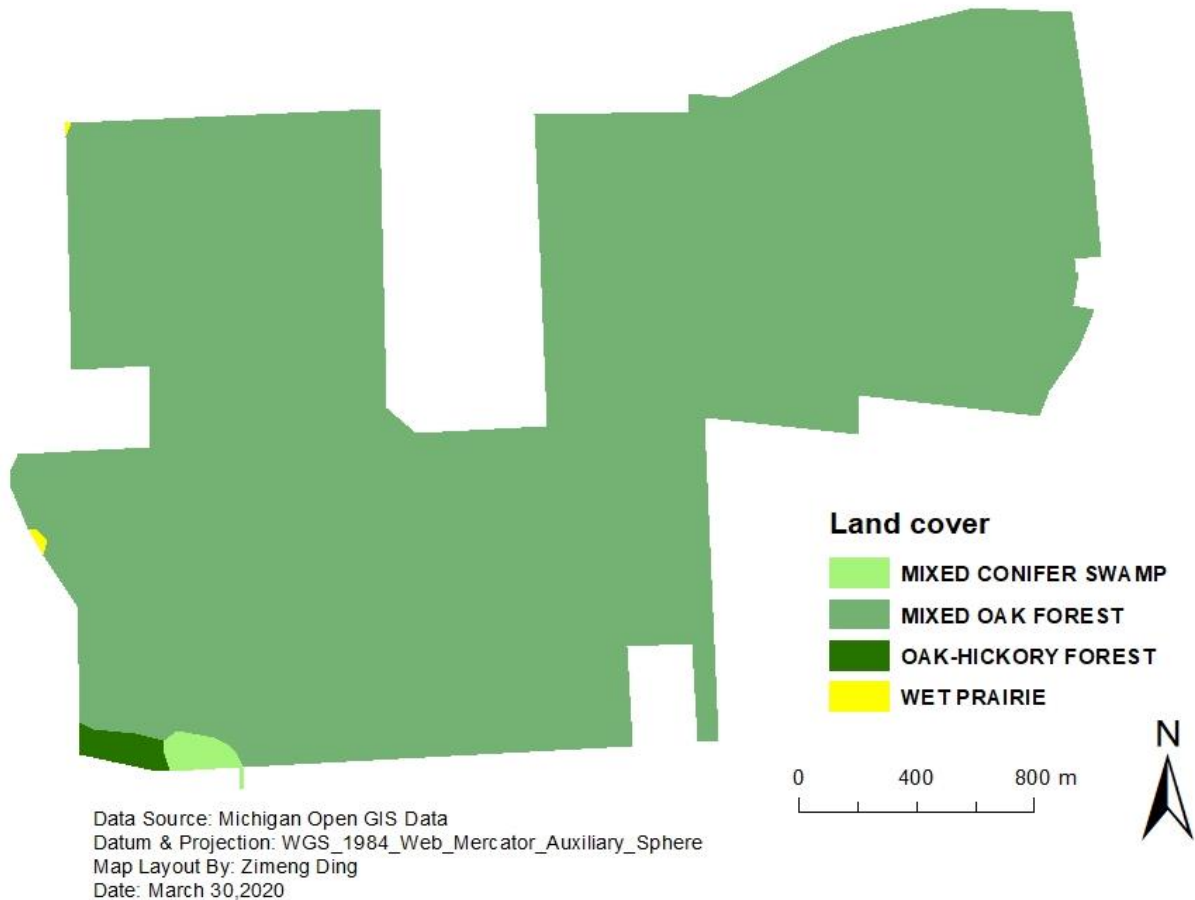 Land cover
MIXED CONIFER SWAMP
MIXED OAK FOREST
OAK-HICKORY FOREST
WET PRAIRIE
N
0 400 800 m
Data Source: Michigan Open GIS Data
Datum & Projection: WGS_1984_Web_Mercator_Auxiliary_Sphere
Map Layout By: Zimeng Ding
Date: March 30,2020